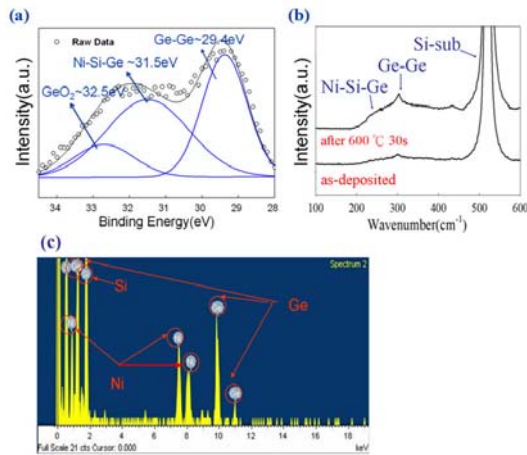 (a)
Raw Data
Ge-Ge~29.4eV
Ni-Si-Ge ~31.5eV
GeO2~32.5eV
Intensity(a.u.)
34 33 32 31 30 29 28
Binding Energy(eV)
(b)
Si-sub
Ge-Ge
Ni-Si-Ge
after 600 ℃ 30s
as-deposited
Intensity(a.u.)
100 200 300 400 500 600
Wavenumber(cm-1)
(c)
Spectrum 2
Si
Ge
Ni
0 2 4 6 8 10 12 14 16 18
Full Scale 21 cts Cursor: 0.000
keV